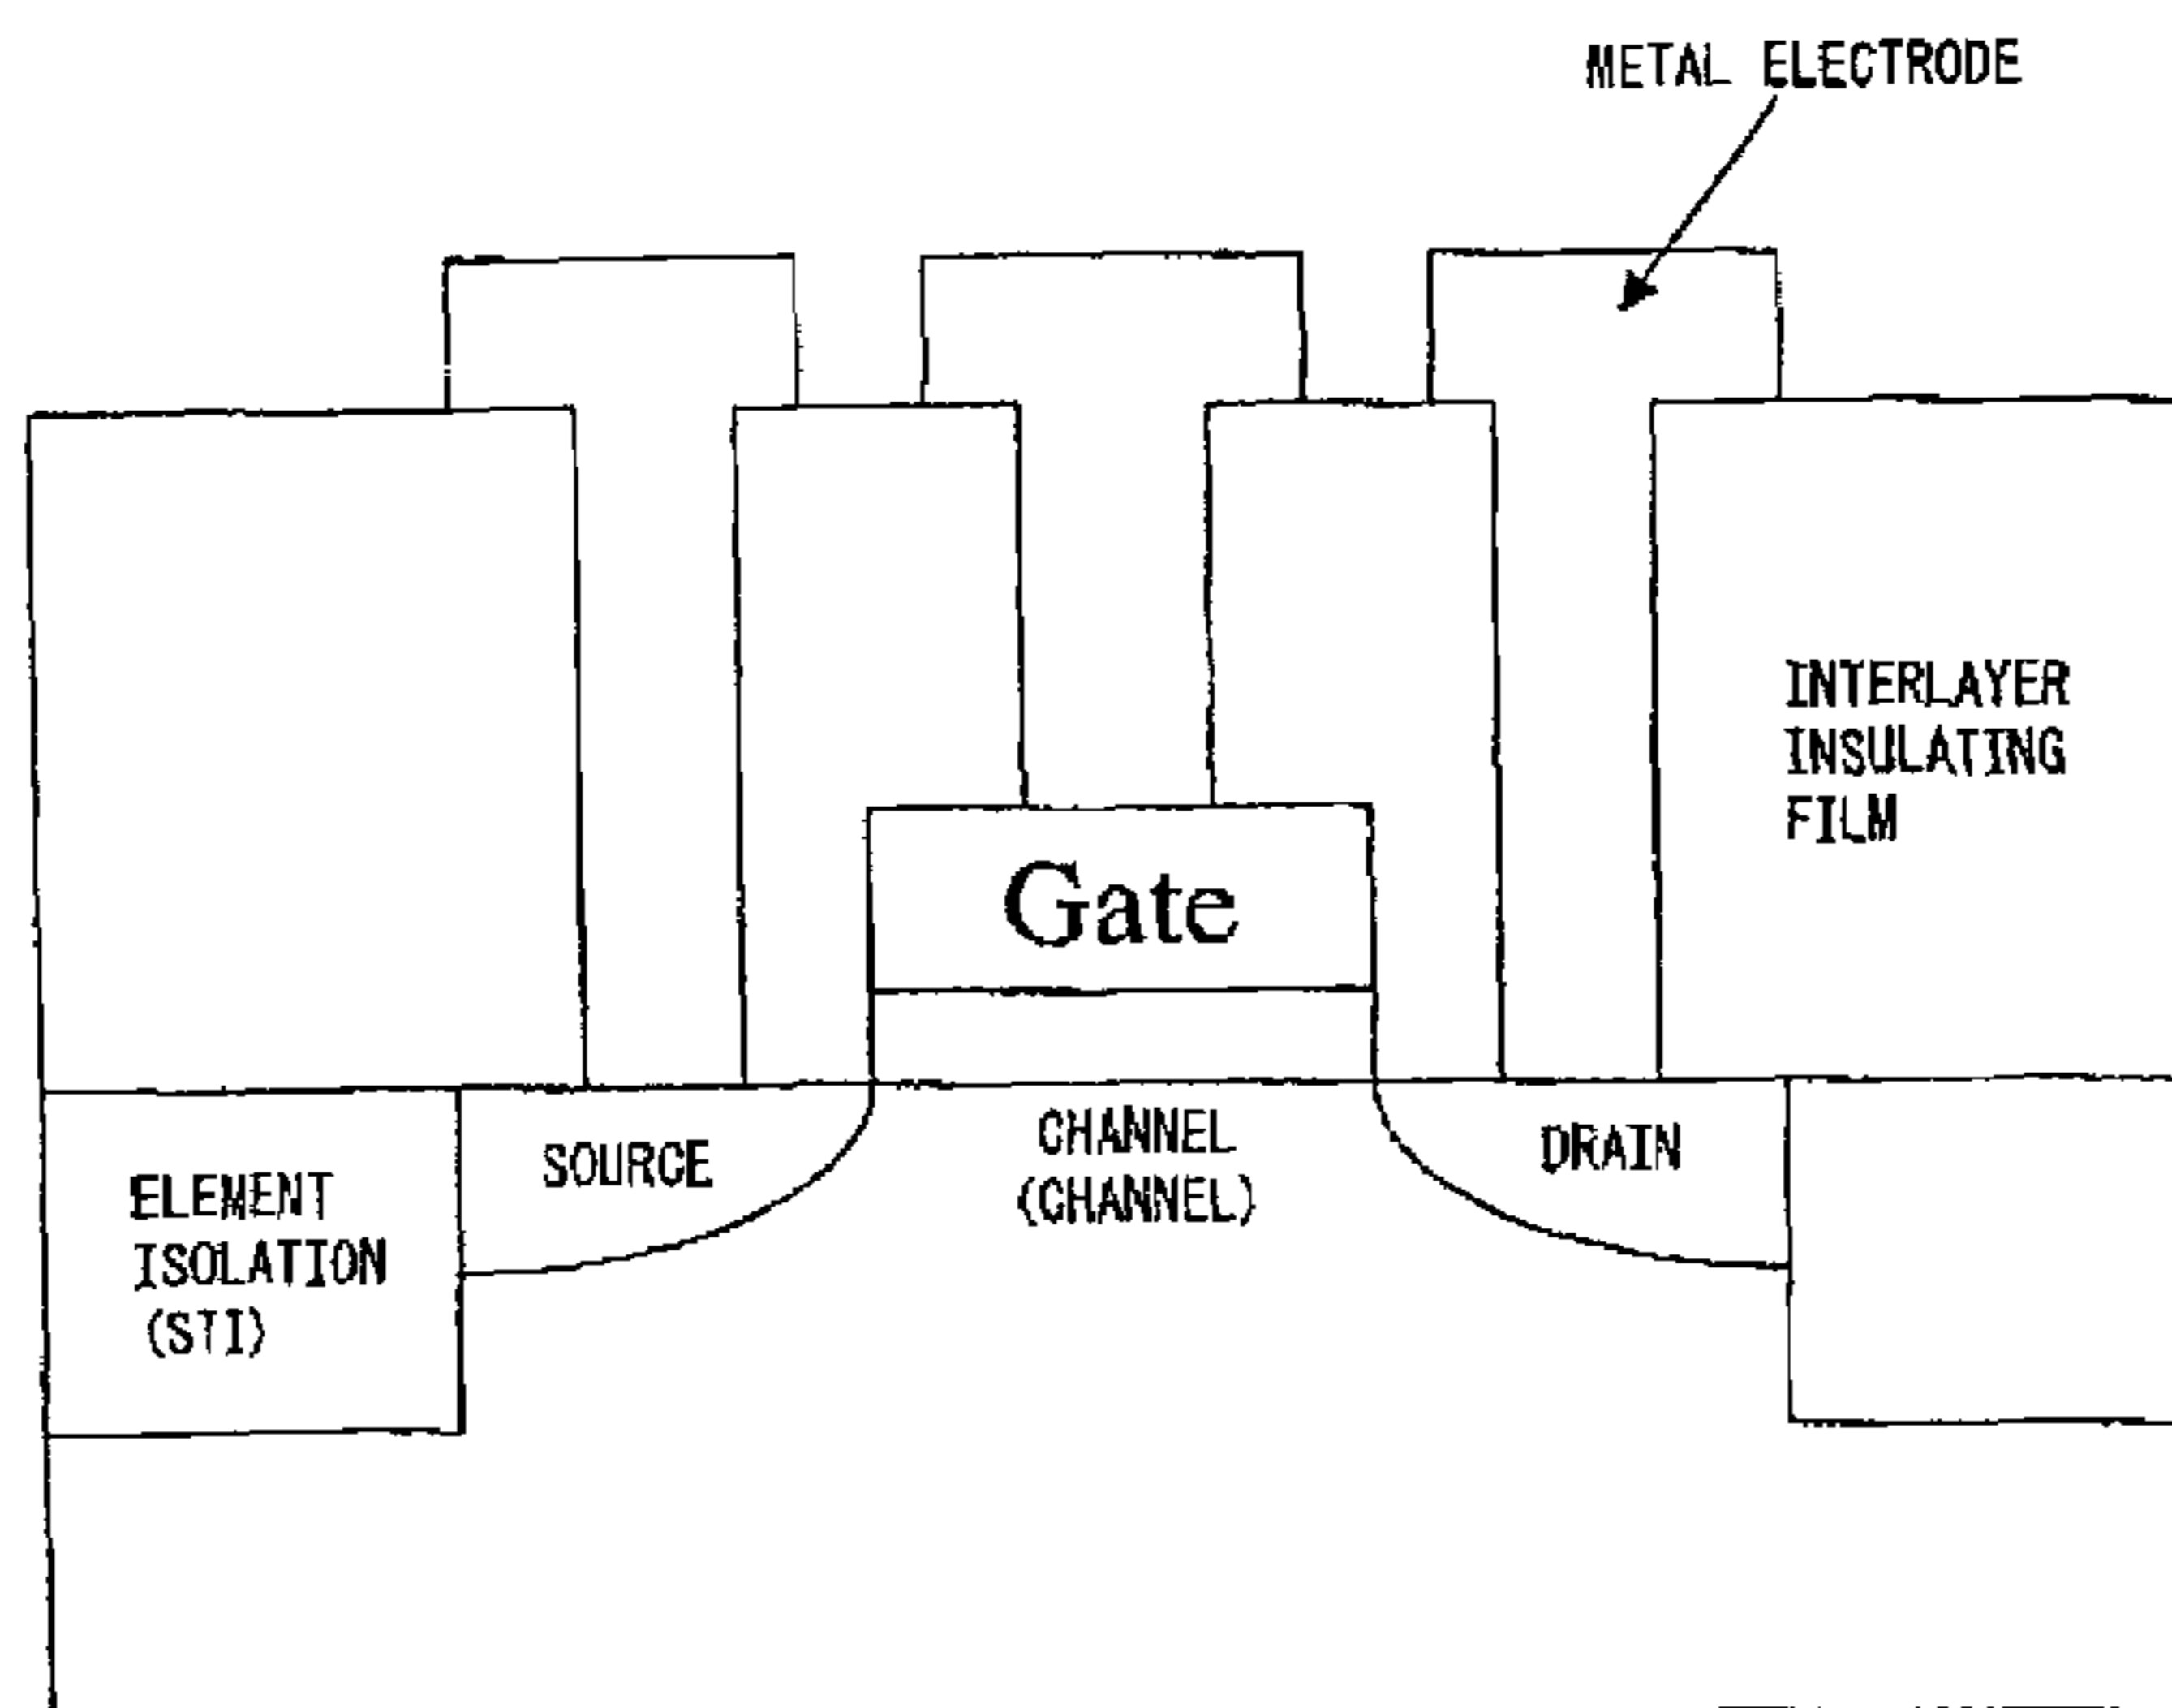 METAL ELECTRODE
INTERLAYER
INSULATING
FILM
Gate
CHANNEL
(CHANNEL)
SOURCE
DRAIN
ELEMENT
ISOLATION
(STI)